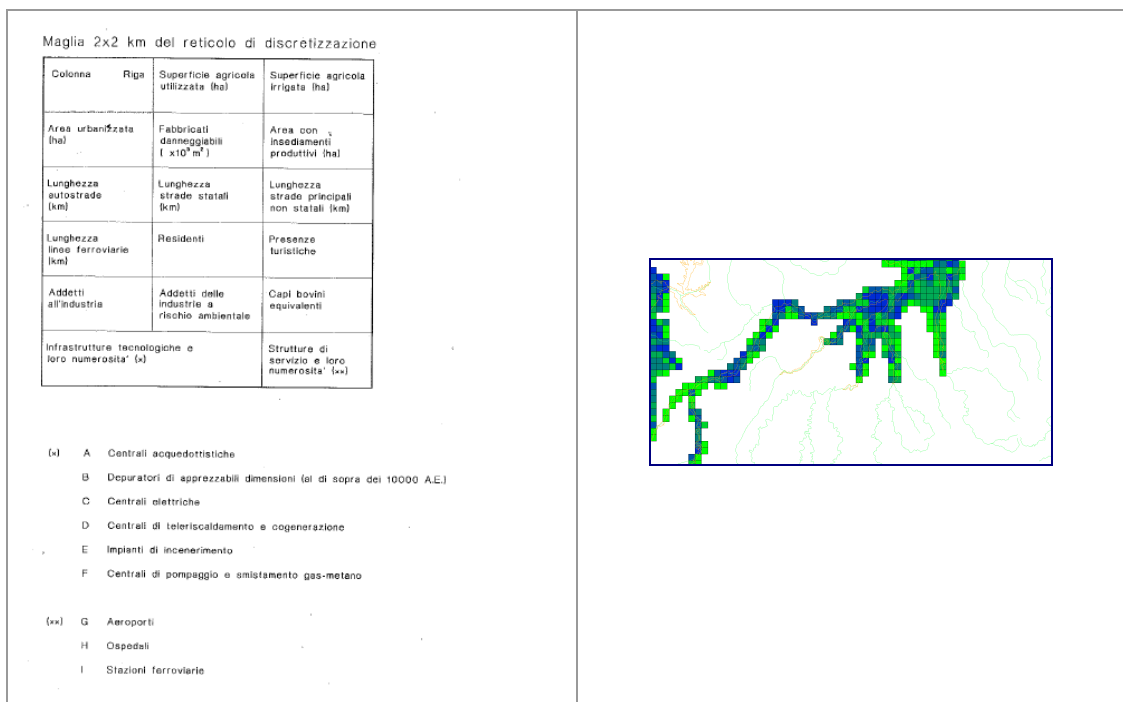 Maglia 2x2 km del reticolo di discretizzazione
Colonna Riga
Superficie agricola
utilizzata (ha)
Superficie agricola
irrigata (ha)
Area urbanizzata
(ha)
Fabbricati
danneggiabili
( x10³ m² )
Area con
insediamenti
produttivi (ha)
Lunghezza
autostrade
(km)
Lunghezza
strade statali
(km)
Lunghezza
strade principali
non statali (km)
Lunghezza
linee ferroviarie
(km)
Residenti
Presenze
turistiche
Addetti
all'industria
Addetti delle
industrie a
rischio ambientale
Capi bovini
equivalenti
Infrastrutture tecnologiche e
loro numerosita' (x)
Strutture di
servizio e loro
numerosita' (xx)
(x) A Centrali acquedottistiche
B Depuratori di apprezzabili dimensioni (al di sopra dei 10000 A.E.)
C Centrali elettriche
D Centrali di teleriscaldamento e cogenerazione
E Impianti di incenerimento
F Centrali di pompaggio e smistamento gas-metano
(xx) G Aeroporti
H Ospedali
I Stazioni ferroviarie